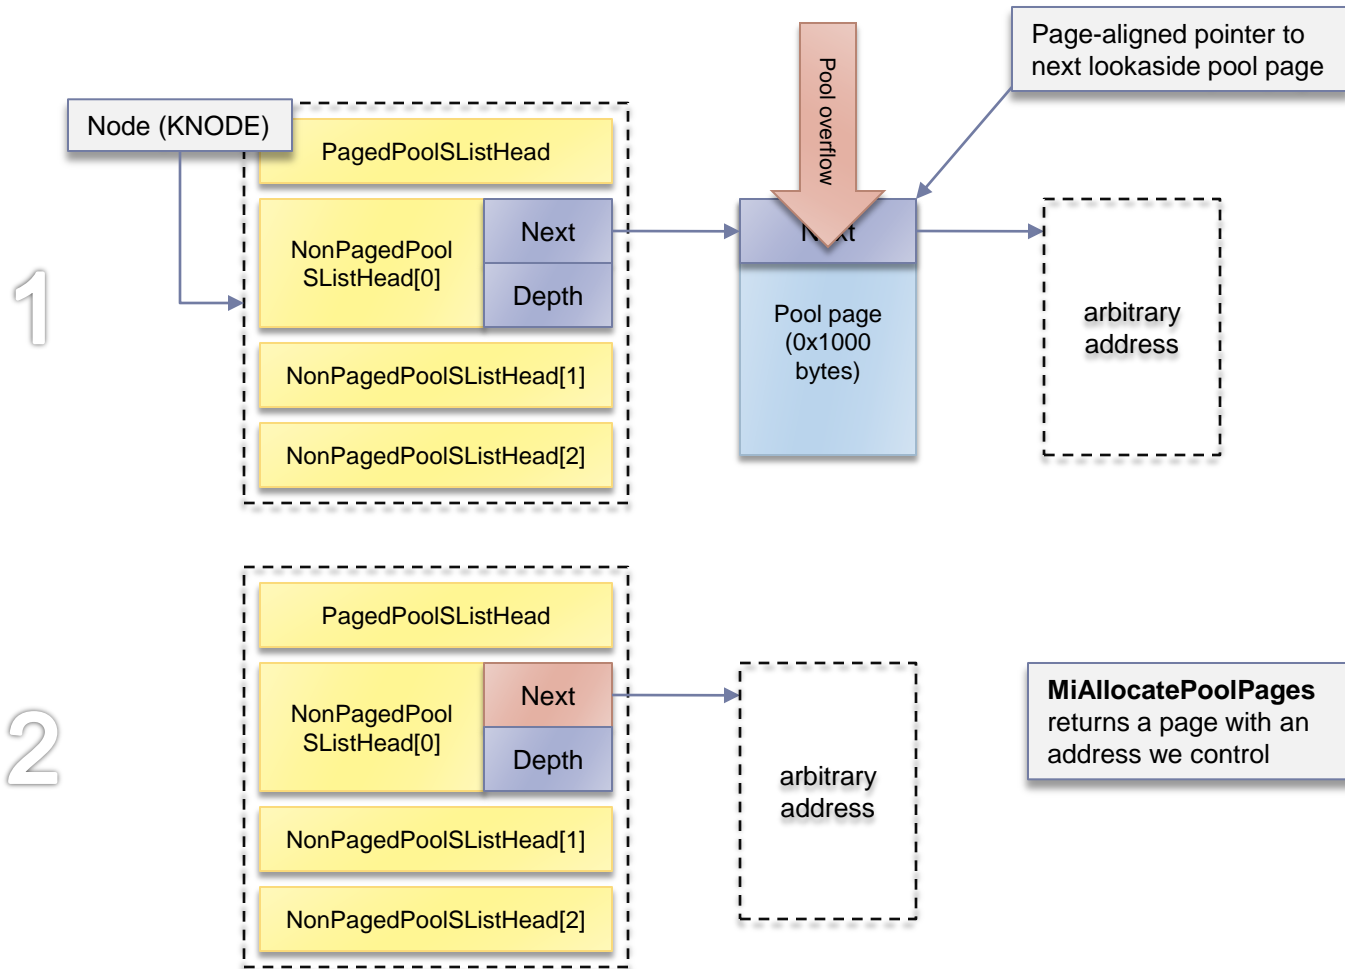 Page-aligned pointer to
next lookaside pool page
Pool overflow
Node (KNODE)
PagedPoolSListHead
1
NonPagedPool
SListHead[0]
Next
Depth
Next
Pool page
(0x1000
bytes)
arbitrary
address
NonPagedPoolSListHead[1]
NonPagedPoolSListHead[2]
2
PagedPoolSListHead
NonPagedPool
SListHead[0]
Next
Depth
arbitrary
address
MiAllocatePoolPages
returns a page with an
address we control
NonPagedPoolSListHead[1]
NonPagedPoolSListHead[2]